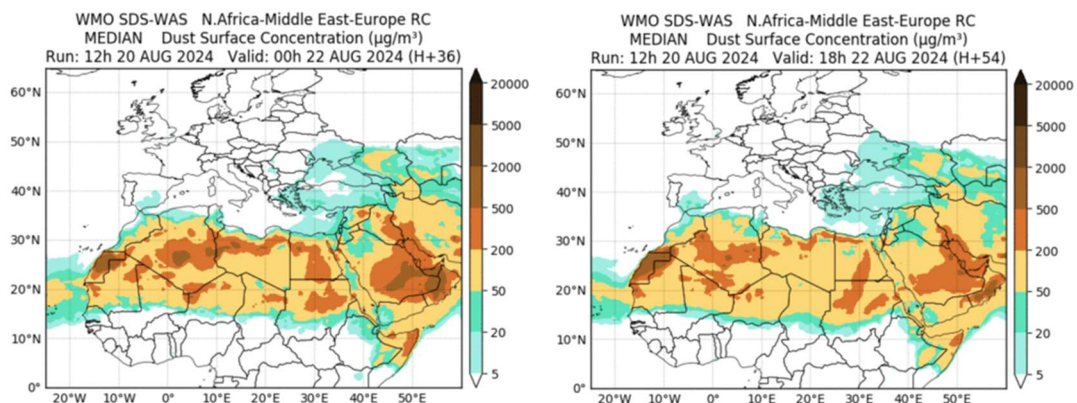 WMO SDS-WAS N.Africa-Middle East-Europe RC
MEDIAN Dust Surface Concentration (µg/m³)
Run: 12h 20 AUG 2024 Valid: 00h 22 AUG 2024 (H+36)
60°N
50°N
40°N
30°N
20°N
10°N
0°
20°W 10°W 0° 10°E 20°E 30°E 40°E 50°E
20000
5000
2000
500
200
50
20
5
WMO SDS-WAS N.Africa-Middle East-Europe RC
MEDIAN Dust Surface Concentration (µg/m³)
Run: 12h 20 AUG 2024 Valid: 18h 22 AUG 2024 (H+54)
60°N
50°N
40°N
30°N
20°N
10°N
0°
20°W 10°W 0° 10°E 20°E 30°E 40°E 50°E
20000
5000
2000
500
200
50
20
5